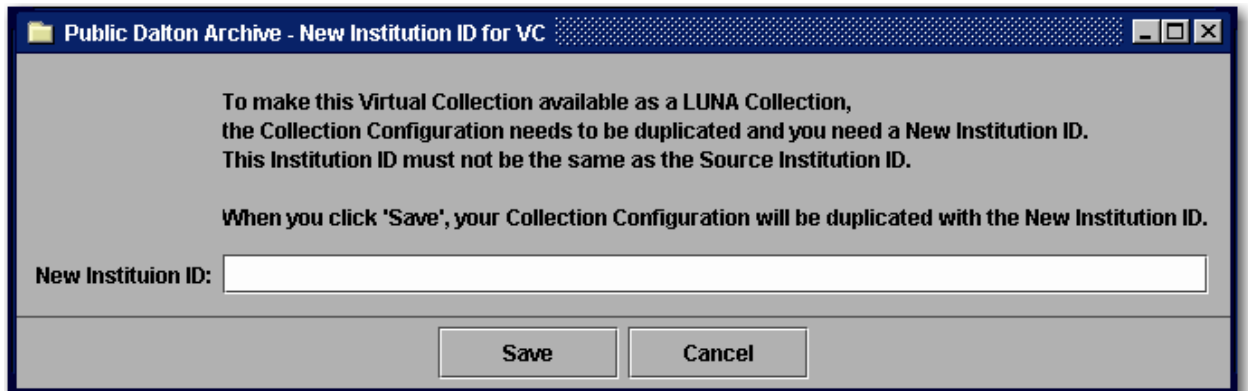 Public Dalton Archive - New Institution ID for VC
To make this Virtual Collection available as a LUNA Collection,
the Collection Configuration needs to be duplicated and you need a New Institution ID.
This Institution ID must not be the same as the Source Institution ID.
When you click 'Save', your Collection Configuration will be duplicated with the New Institution ID.
New Instituion ID:
Save Cancel